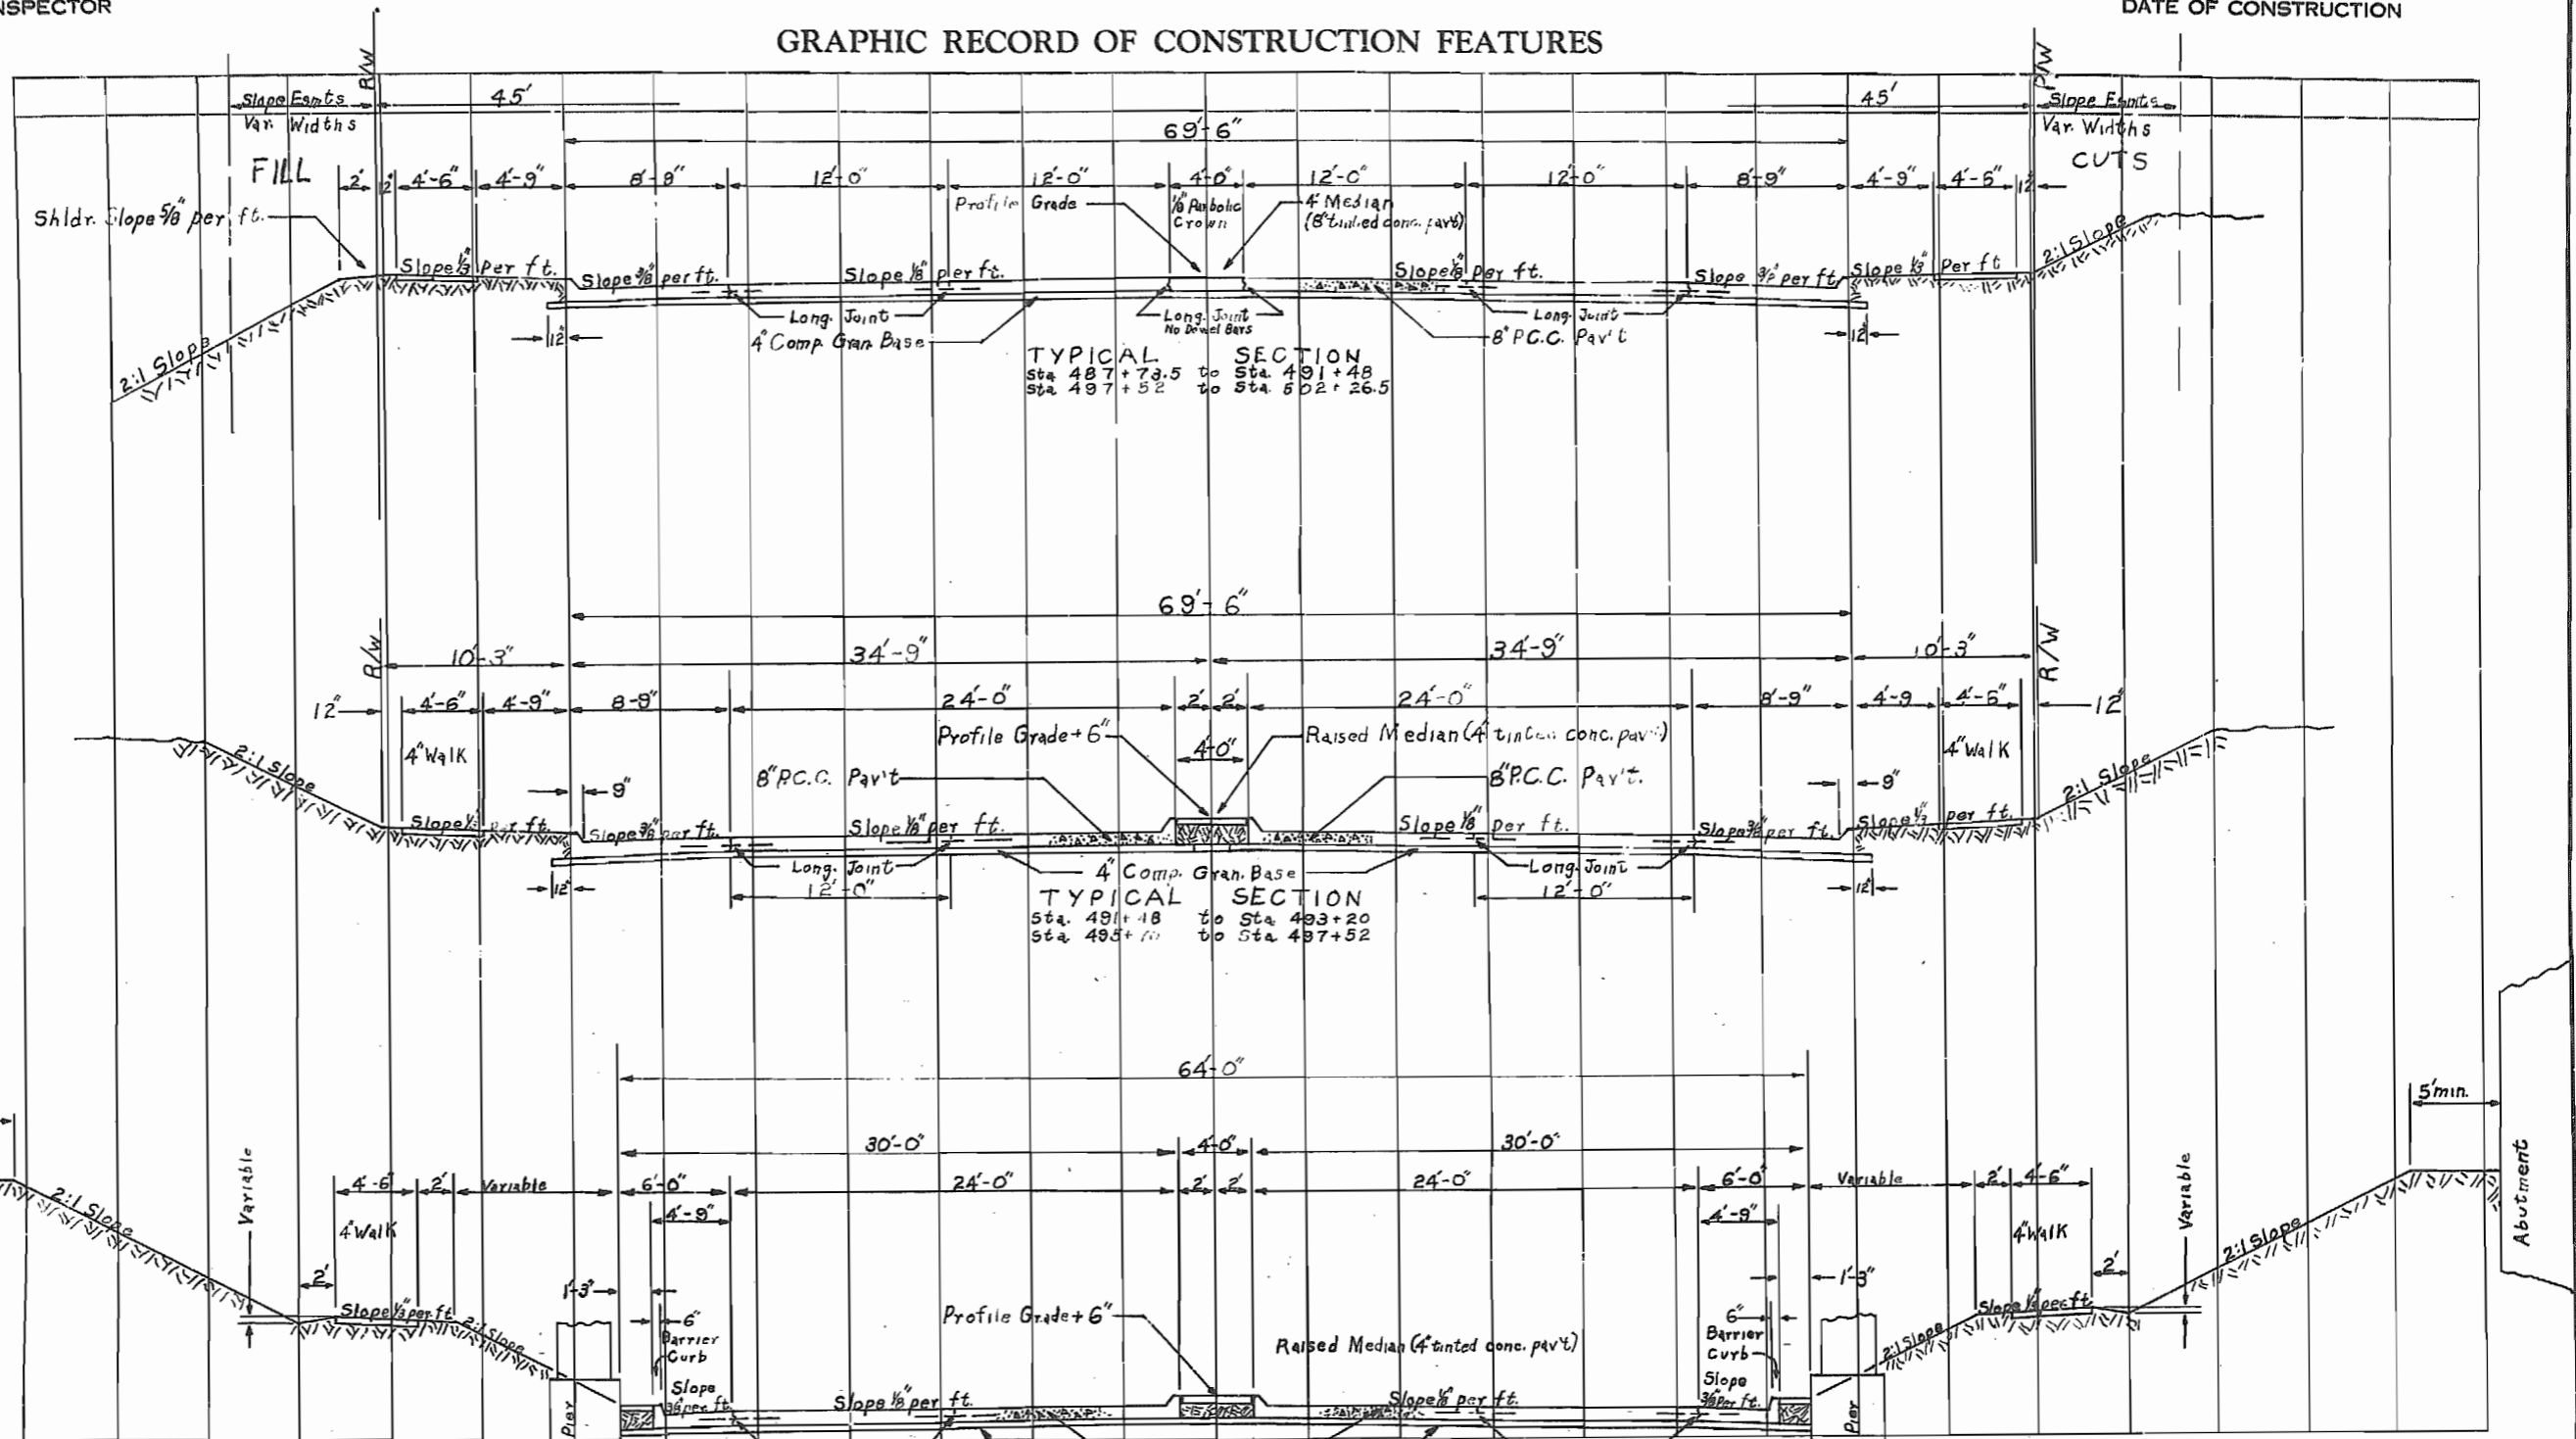 NSPECTOR
DATE OF CONSTRUCTION
GRAPHIC RECORD OF CONSTRUCTION FEATURES
R/W
R/W
Slope Esmts
45'
45'
Slope Esmts
Var. Widths
69'-6"
Var. Widths
FILL
CUTS
2' 12" 4'-6" 4'-9" 8'-9" 12'-0" 12'-0" 4'-0" 12'-0" 12'-0" 8'-9" 4'-9" 4'-6" 12"
Shldr. Slope 5/8" per ft.
Profile Grade
Parbolic
Crown
4' Median
(8" tinted conc. pav't)
2:1 Slope
Slope 1/3" Per ft.
Slope 3/8" per ft.
Slope 1/8" per ft.
Slope 1/8" per ft.
Slope per ft.
Slope 1/3" Per ft
2:1 Slope
Long. Joint
Long. Joint
No Dowel Bars
Long. Joint
12"
4" Comp. Gran. Base
8" P.C.C. Pav't
12"
TYPICAL SECTION
Sta 487+73.5 to Sta. 491+48
Sta 497+52 to Sta. 502+26.5
69'-6"
R/W
10'-3" 34'-9" 34'-9" 10'-3"
R/W
12" 4'-6" 4'-9" 8-9" 24'-0" 2' 2' 24'-0" 8'-9" 4'-9 4'-6" 12"
Profile Grade+6"
4'-0"
Raised Median (4" tinted conc. pav't)
4" Walk
4" Walk
8" P.C.C. Pav't
8" P.C.C. Pav't.
9"
9"
2:1 Slope
2:1 Slope
Slope per ft.
Slope 3/8" per ft.
Slope 1/8" per ft.
Slope 1/8" Per ft.
Slope 3/8" per ft.
Slope 1/3" per ft.
Long. Joint
4" Comp. Gran. Base
Long. Joint
12" 12'-0" 12'-0" 12"
TYPICAL SECTION
Sta. 491+48 to Sta 493+20
Sta 495+ to Sta 497+52
64'-0"
5' min.
30'-0" 4'-0" 30'-0"
Variable
4'-6" 2' Variable 6'-0" 24'-0" 2' 2' 24'-0" 6'-0" Variable 2' 4'-6"
Variable
Abutment
4'-9"
4'-9"
2:1 Slope
4" Walk
4" Walk
2:1 Slope
2'
1'-3"
1'-3"
2'
Slope 1/3" per ft
2:1 Slope
6"
Barrier
Curb
Profile Grade+6"
Raised Median (4" tinted conc. pav't)
6"
Barrier
Curb
2:1 Slope
Slope 1/3" per ft.
Slope
3/8" per ft.
Slope 1/8" per ft.
Slope 1/8" per ft.
Slope
3/8" per ft.
Pier
Pier